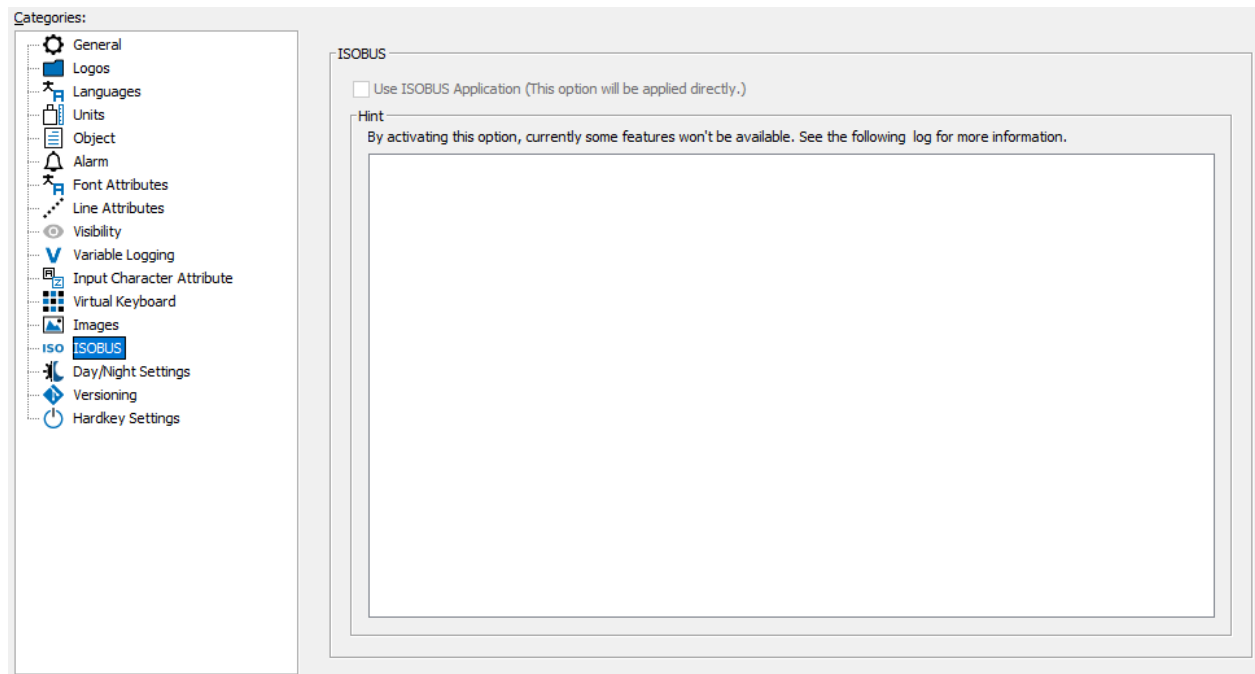 Categories:
General
Logos
Languages
Units
Object
Alarm
Font Attributes
Line Attributes
Visibility
Variable Logging
Input Character Attribute
Virtual Keyboard
Images
ISO ISOBUS
Day/Night Settings
Versioning
Hardkey Settings
ISOBUS
Use ISOBUS Application (This option will be applied directly.)
Hint
By activating this option, currently some features won't be available. See the following  log for more information.